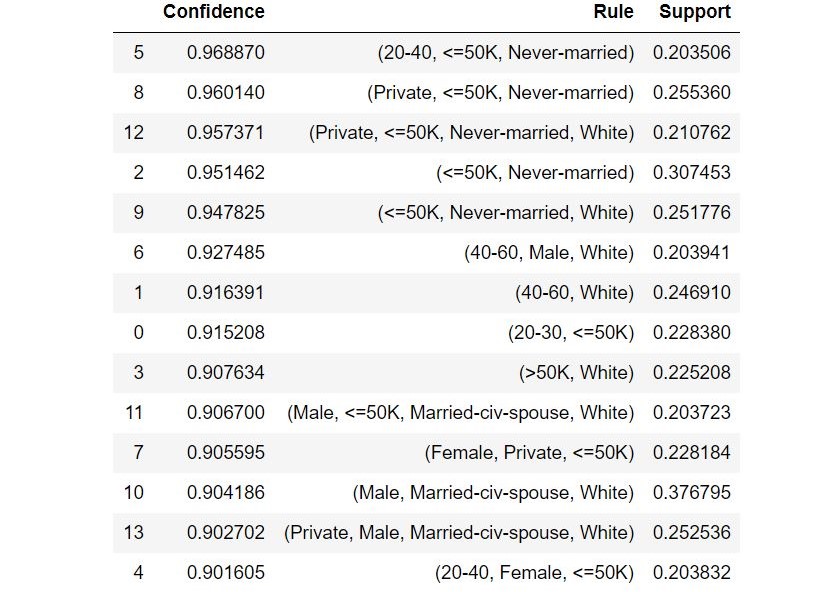 Confidence Rule Support
5 0.968870 (20-40, <=50K, Never-married) 0.203506
8 0.960140 (Private, <=50K, Never-married) 0.255360
12 0.957371 (Private, <=50K, Never-married, White) 0.210762
2 0.951462 (<=50K, Never-married) 0.307453
9 0.947825 (<=50K, Never-married, White) 0.251776
6 0.927485 (40-60, Male, White) 0.203941
1 0.916391 (40-60, White) 0.246910
0 0.915208 (20-30, <=50K) 0.228380
3 0.907634 (>50K, White) 0.225208
11 0.906700 (Male, <=50K, Married-civ-spouse, White) 0.203723
7 0.905595 (Female, Private, <=50K) 0.228184
10 0.904186 (Male, Married-civ-spouse, White) 0.376795
13 0.902702 (Private, Male, Married-civ-spouse, White) 0.252536
4 0.901605 (20-40, Female, <=50K) 0.203832